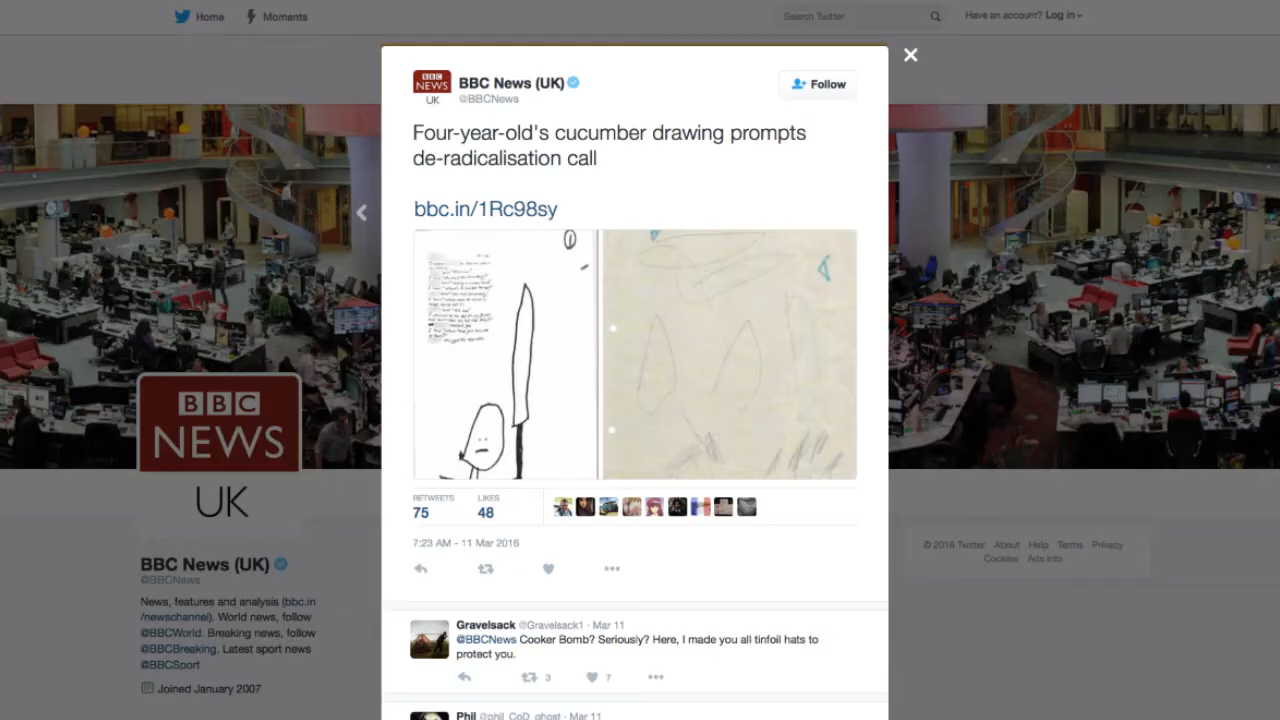 Home Moments Search Twitter Have an account? Log in
BBC
NEWS
UK
BBC News (UK)
@BBCNews
Follow
Four-year-old's cucumber drawing prompts
de-radicalisation call
bbc.in/1Rc98sy
RETWEETS LIKES
75 48
7:23 AM - 11 Mar 2016
BBC
NEWS
UK
BBC News (UK)
@BBCNews
News, features and analysis (bbc.in
/newschannel). World news, follow
@BBCWorld. Breaking news, follow
@BBCBreaking. Latest sport news
@BBCSport
Joined January 2007
© 2016 Twitter About Help Terms Privacy
Cookies Ads info
Gravelsack @Gravelsack1 · Mar 11
@BBCNews Cooker Bomb? Seriously? Here, I made you all tinfoil hats to
protect you.
3 7
Phil @phil_CoD_ghost · Mar 11